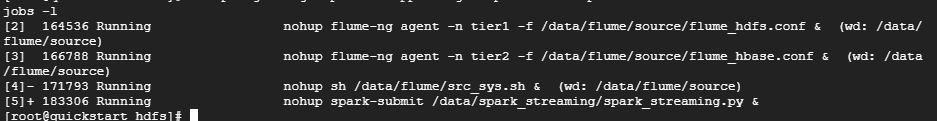 jobs -l
[2]  164536 Running                 nohup flume-ng agent -n tier1 -f /data/flume/source/flume_hdfs.conf &  (wd: /data/
flume/source)
[3]  166788 Running                 nohup flume-ng agent -n tier2 -f /data/flume/source/flume_hbase.conf &  (wd: /data
/flume/source)
[4]- 171793 Running                 nohup sh /data/flume/src_sys.sh &  (wd: /data/flume/source)
[5]+ 183306 Running                 nohup spark-submit /data/spark_streaming/spark_streaming.py &
[root@quickstart hdfs]#